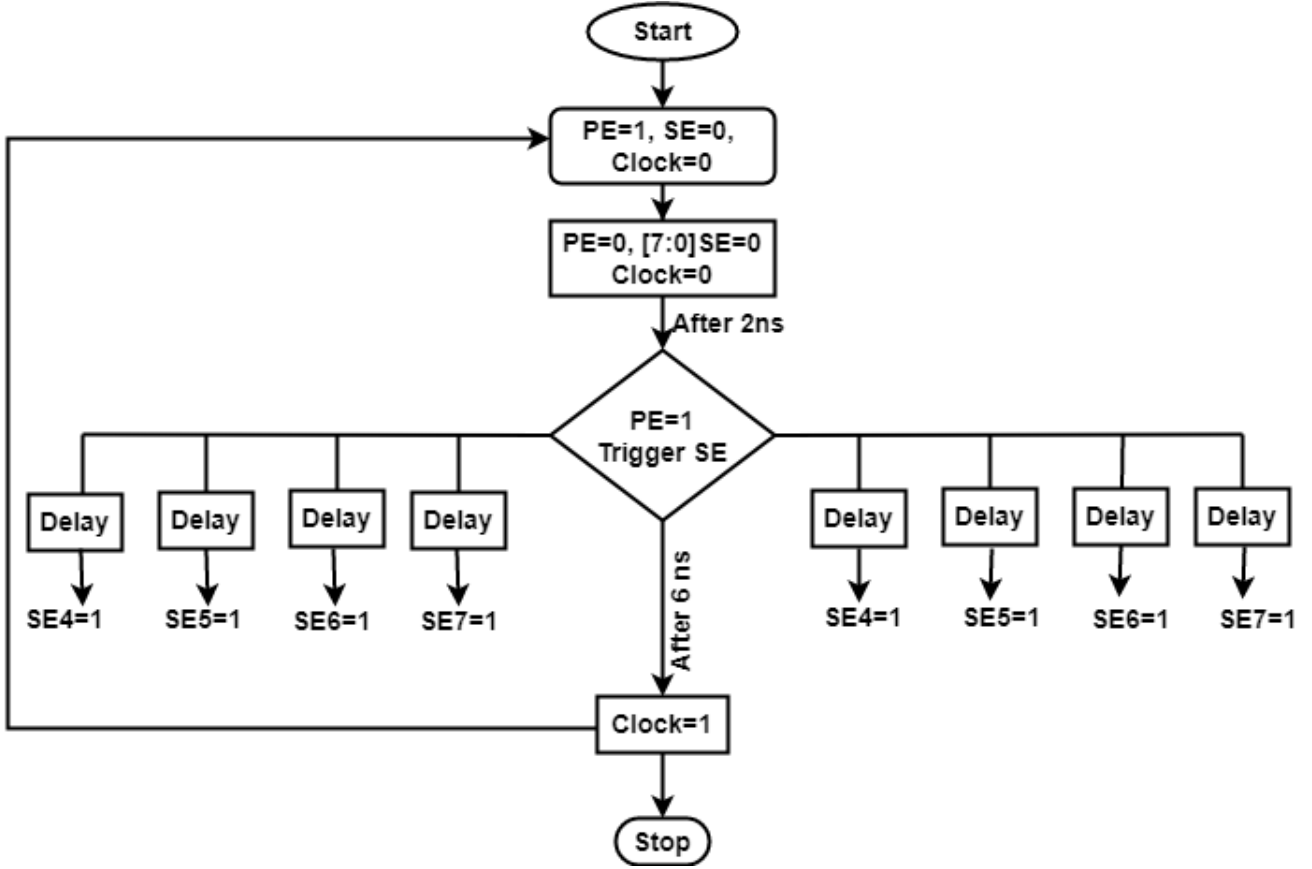 Start
PE=1, SE=0,
Clock=0
PE=0, [7:0]SE=0
Clock=0
After 2ns
PE=1
Trigger SE
Delay
Delay
Delay
Delay
Delay
Delay
Delay
Delay
SE4=1
SE5=1
SE6=1
SE7=1
SE4=1
SE5=1
SE6=1
SE7=1
After 6 ns
Clock=1
Stop